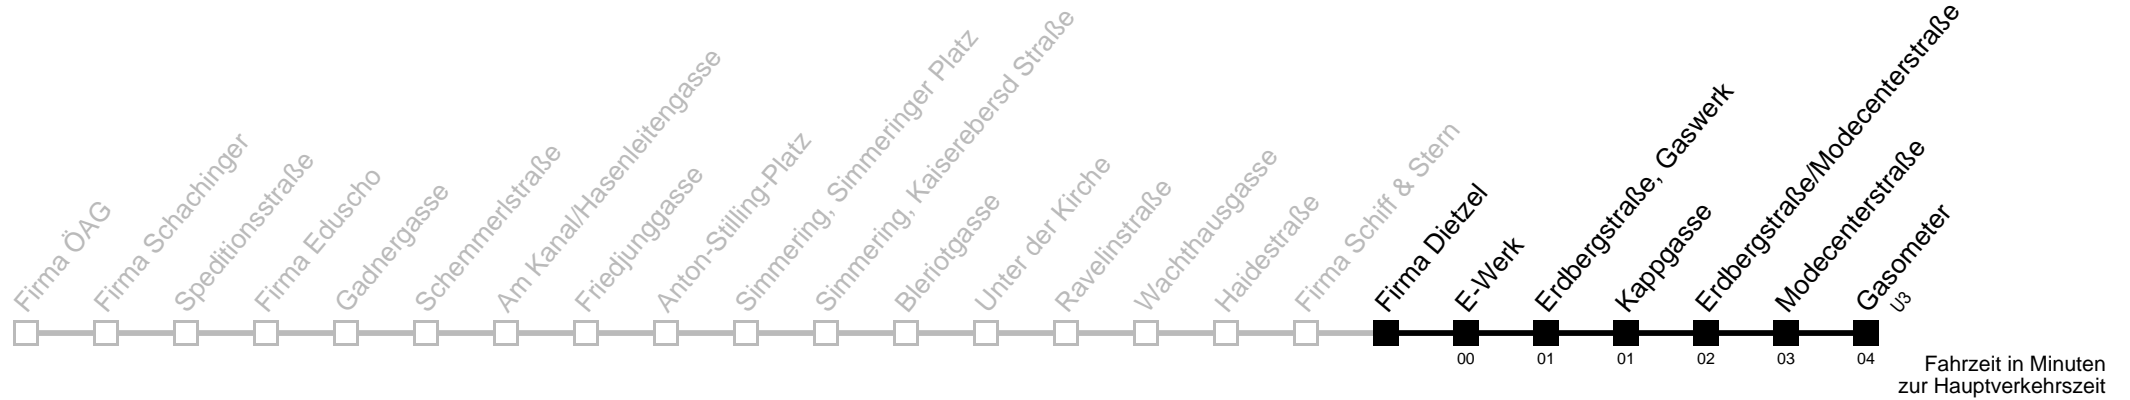 Firma ÖAG
Firma Schachinger
Speditionsstraße
Firma Eduscho
Gadnergasse
Schemmerlstraße
Am Kanal/Hasenleitengasse
Friedjunggasse
Anton-Stilling-Platz
Simmering, Simmeringer Platz
Simmering, Kaiserebersd Straße
Bleriotgasse
Unter der Kirche
Ravelinstraße
Wachthausgasse
Haidestraße
Firma Schiff & Stern
Firma Dietzel
E-Werk
Erdbergstraße, Gaswerk
Kappgasse
Erdbergstraße/Modecenterstraße
Modecenterstraße
Gasometer
U3
00 01 01 02 03 04
Fahrzeit in Minuten
zur Hauptverkehrszeit